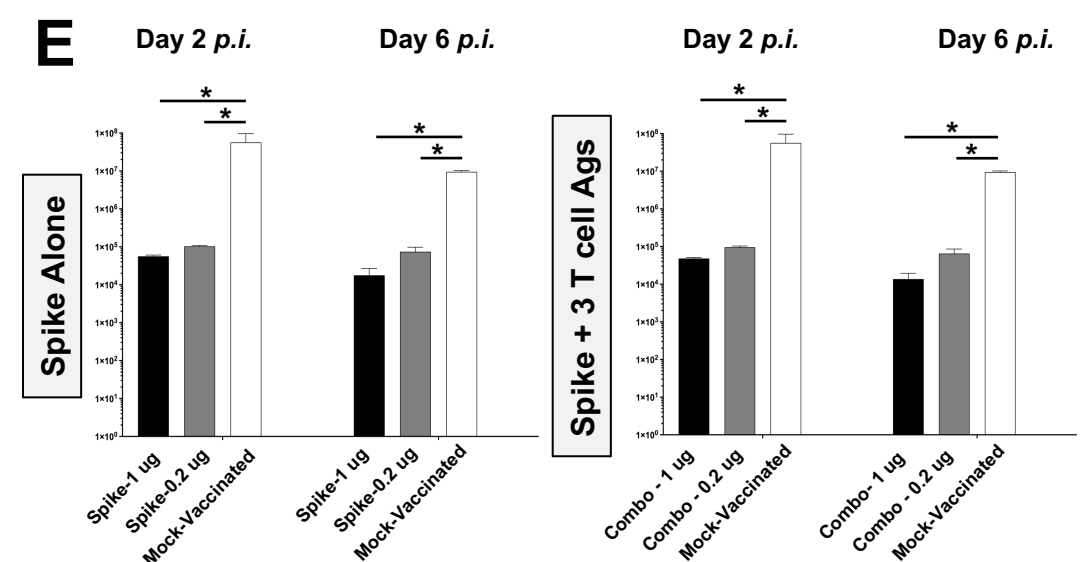 E
Day 2 p.i.
Day 6 p.i.
Day 2 p.i.
Day 6 p.i.
Spike Alone
*
*
*
*
1×10⁸
1×10⁷
1×10⁶
1×10⁵
1×10⁴
1×10³
1×10²
1×10¹
1×10⁰
Spike-1 ug
Spike-0.2 ug
Mock-Vaccinated
Spike-1 ug
Spike-0.2 ug
Mock-Vaccinated
Spike + 3 T cell Ags
*
*
*
*
1×10⁸
1×10⁷
1×10⁶
1×10⁵
1×10⁴
1×10³
1×10²
1×10¹
1×10⁰
Combo - 1 ug
Combo - 0.2 ug
Mock-Vaccinated
Combo - 1 ug
Combo - 0.2 ug
Mock-Vaccinated